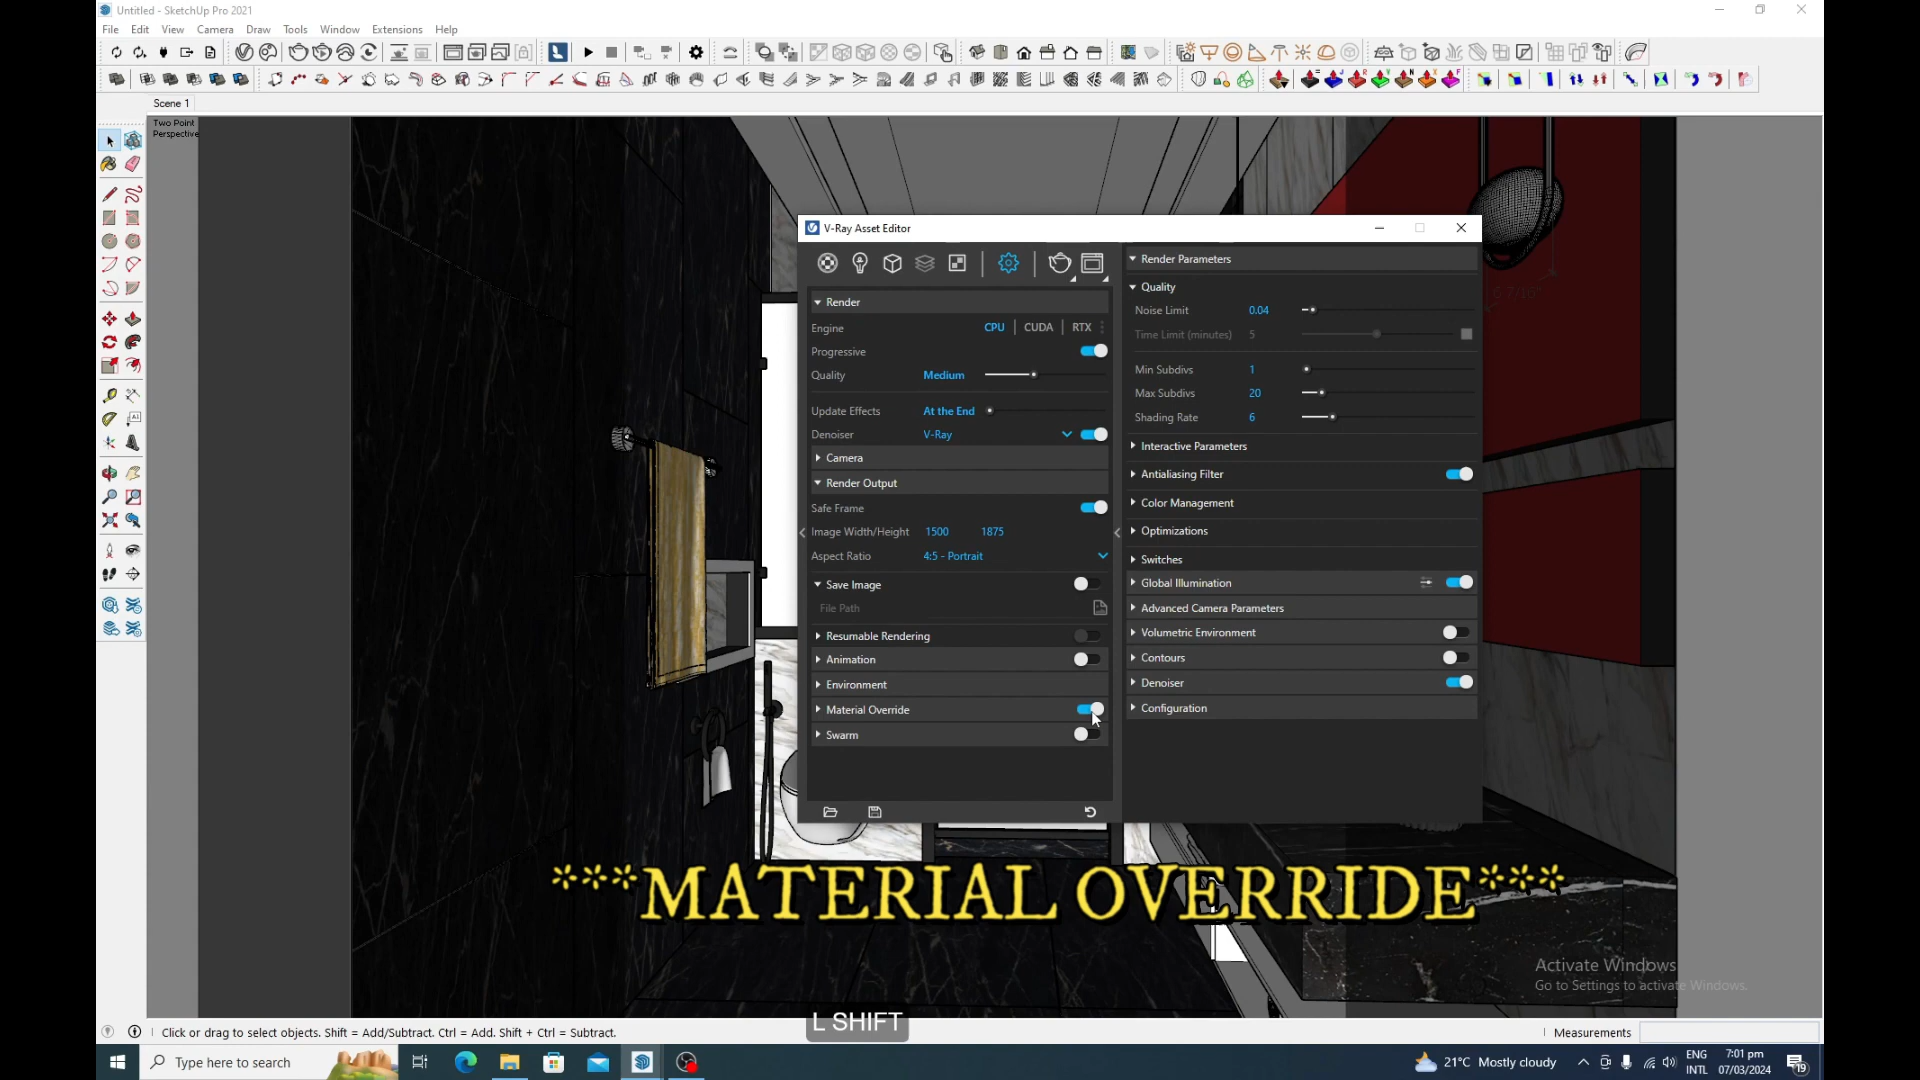 Untitled - SketchUp Pro 2021
File Edit View Camera Draw Tools Window Extensions Help
Scene 1
Two Point
Perspective
V-Ray Asset Editor
Render
Engine CPU CUDA RTX
Progressive
Quality Medium
Update Effects At the End
Denoiser V-Ray
Camera
Render Output
Safe Frame
Image Width/Height 1500 1875
Aspect Ratio 4:5 - Portrait
Save Image
File Path
Resumable Rendering
Animation
Environment
Material Override
Swarm
Render Parameters
Quality
Noise Limit 0.04
Time Limit (minutes) 5
Min Subdivs 1
Max Subdivs 20
Shading Rate 6
Interactive Parameters
Antialiasing Filter
Color Management
Optimizations
Switches
Global Illumination
Advanced Camera Parameters
Volumetric Environment
Contours
Denoiser
Configuration
***MATERIAL OVERRIDE***
Activate Windows
Go to Settings to activate Windows.
L SHIFT
Click or drag to select objects. Shift = Add/Subtract. Ctrl = Add. Shift + Ctrl = Subtract.
Measurements
Type here to search
21°C Mostly cloudy
ENG
INTL
7:01 pm
07/03/2024
19